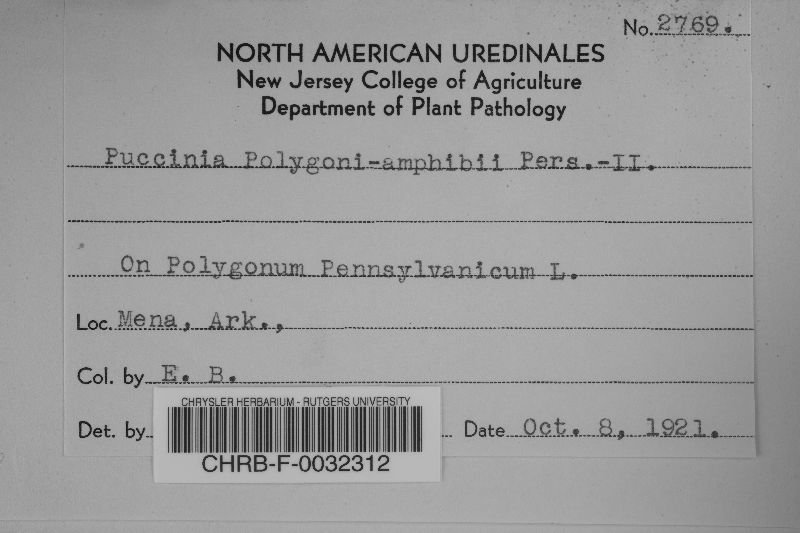 No. 2769.
NORTH AMERICAN UREDINALES
New Jersey College of Agriculture
Department of Plant Pathology
Puccinia Polygoni-amphibii Pers.-II.
On Polygonum Pennsylvanicum L.
Loc. Mena, Ark.,
Col. by E. B.
Det. by Date Oct. 8, 1921.
CHRYSLER HERBARIUM - RUTGERS UNIVERSITY
CHRB-F-0032312